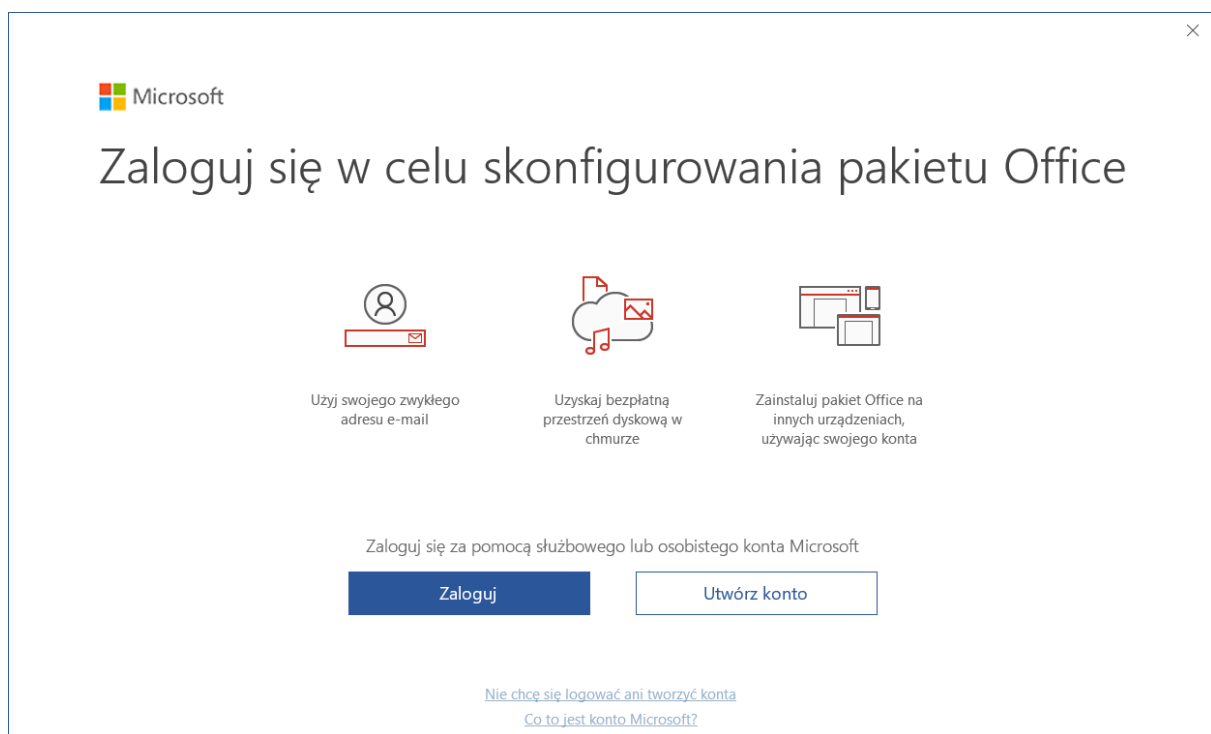 Microsoft
Zaloguj się w celu skonfigurowania pakietu Office
Użyj swojego zwykłego
adresu e-mail
Uzyskaj bezpłatną
przestrzeń dyskową w
chmurze
Zainstaluj pakiet Office na
innych urządzeniach,
używając swojego konta
Zaloguj się za pomocą służbowego lub osobistego konta Microsoft
Zaloguj
Utwórz konto
Nie chcę się logować ani tworzyć konta
Co to jest konto Microsoft?